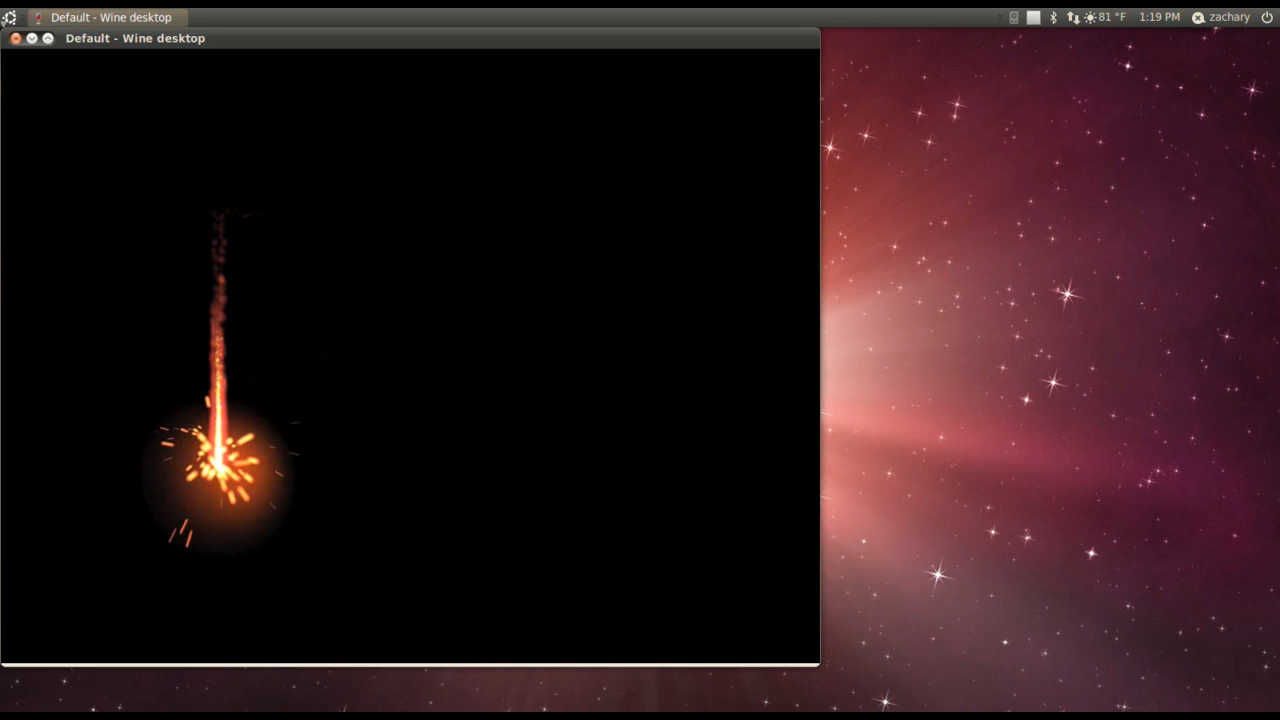 Default - Wine desktop
81 °F
1:19 PM
zachary
Default - Wine desktop